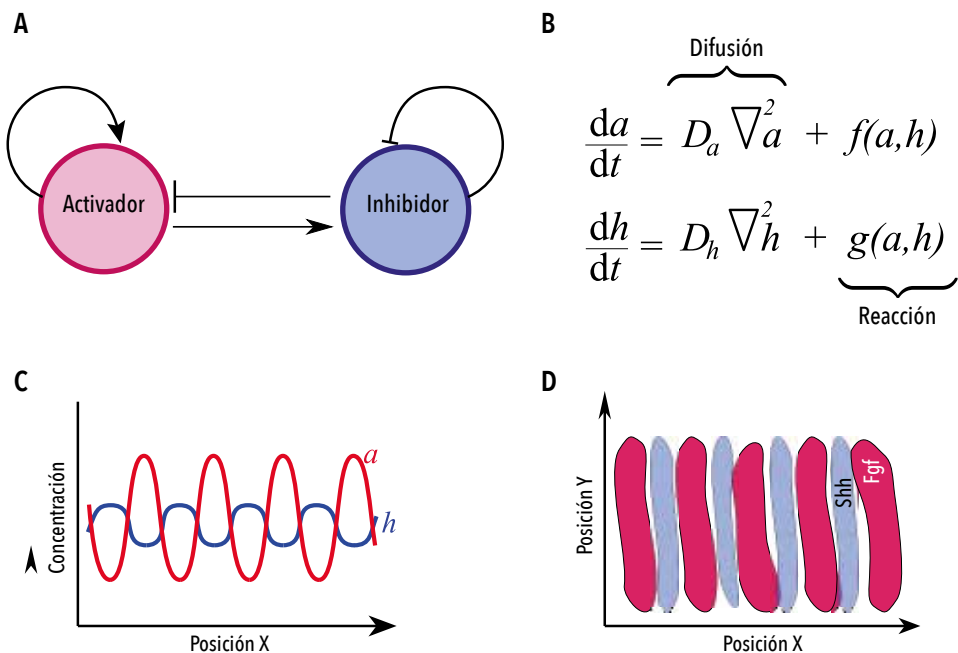 A
Activador
Inhibidor
B
Difusión
da/dt = D_a ∇²a + f(a,h)
dh/dt = D_h ∇²h + g(a,h)
Reacción
C
Concentración
a
h
Posición X
D
Posición Y
Shh
Fgf
Posición X